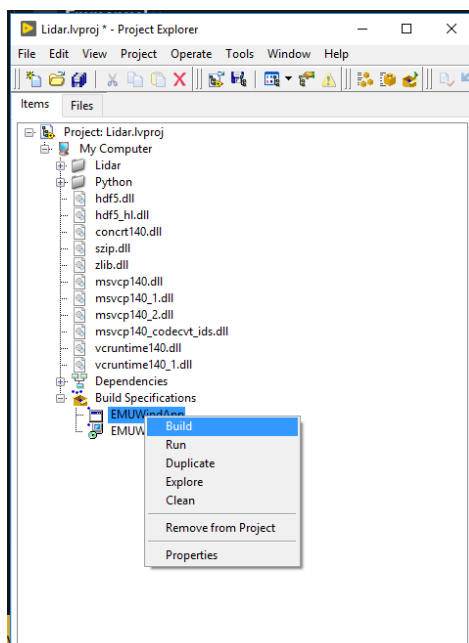 Lidar.lvproj * - Project Explorer
File Edit View Project Operate Tools Window Help
Items Files
Project: Lidar.lvproj
My Computer
Lidar
Python
hdf5.dll
hdf5_hl.dll
concrt140.dll
szip.dll
zlib.dll
msvcp140.dll
msvcp140_1.dll
msvcp140_2.dll
msvcp140_codecvt_ids.dll
vcruntime140.dll
vcruntime140_1.dll
Dependencies
Build Specifications
EMUWindApp
EMUW
Build
Run
Duplicate
Explore
Clean
Remove from Project
Properties